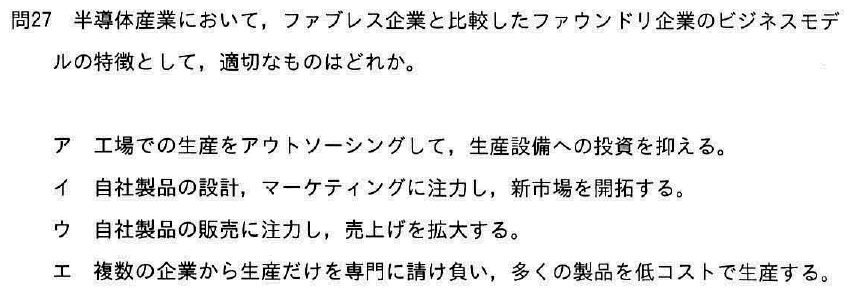 問27 半導体産業において，ファブレス企業と比較したファウンドリ企業のビジネスモデ
ルの特徴として，適切なものはどれか。
ア 工場での生産をアウトソーシングして，生産設備への投資を抑える。
イ 自社製品の設計，マーケティングに注力し，新市場を開拓する。
ウ 自社製品の販売に注力し，売上げを拡大する。
エ 複数の企業から生産だけを専門に請け負い，多くの製品を低コストで生産する。